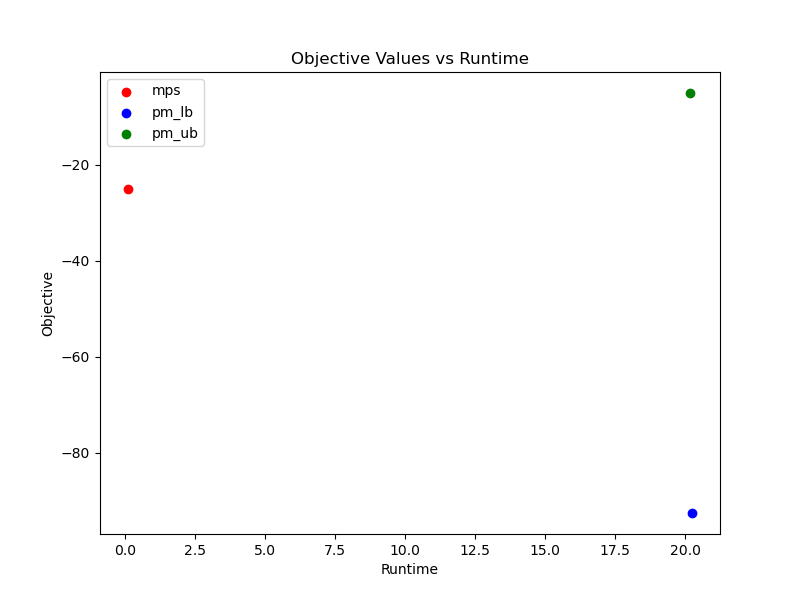 Objective Values vs Runtime
mps
pm_lb
pm_ub
−20
−40
−60
−80
Objective
0.0 2.5 5.0 7.5 10.0 12.5 15.0 17.5 20.0
Runtime